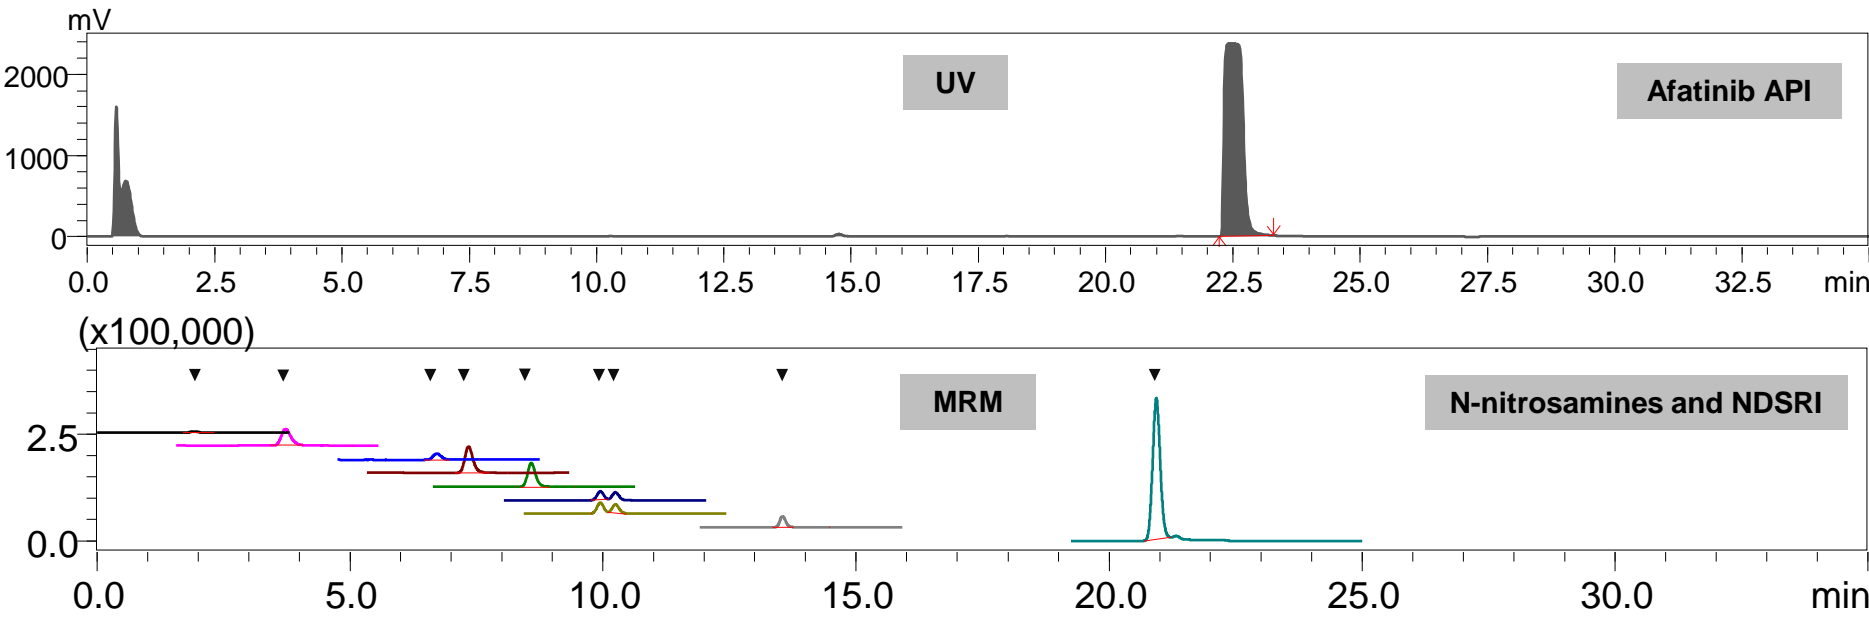 mV
2000
1000
0
UV
Afatinib API
0.0 2.5 5.0 7.5 10.0 12.5 15.0 17.5 20.0 22.5 25.0 27.5 30.0 32.5 min
(x100,000)
2.5
0.0
MRM
N-nitrosamines and NDSRI
0.0 5.0 10.0 15.0 20.0 25.0 30.0 min